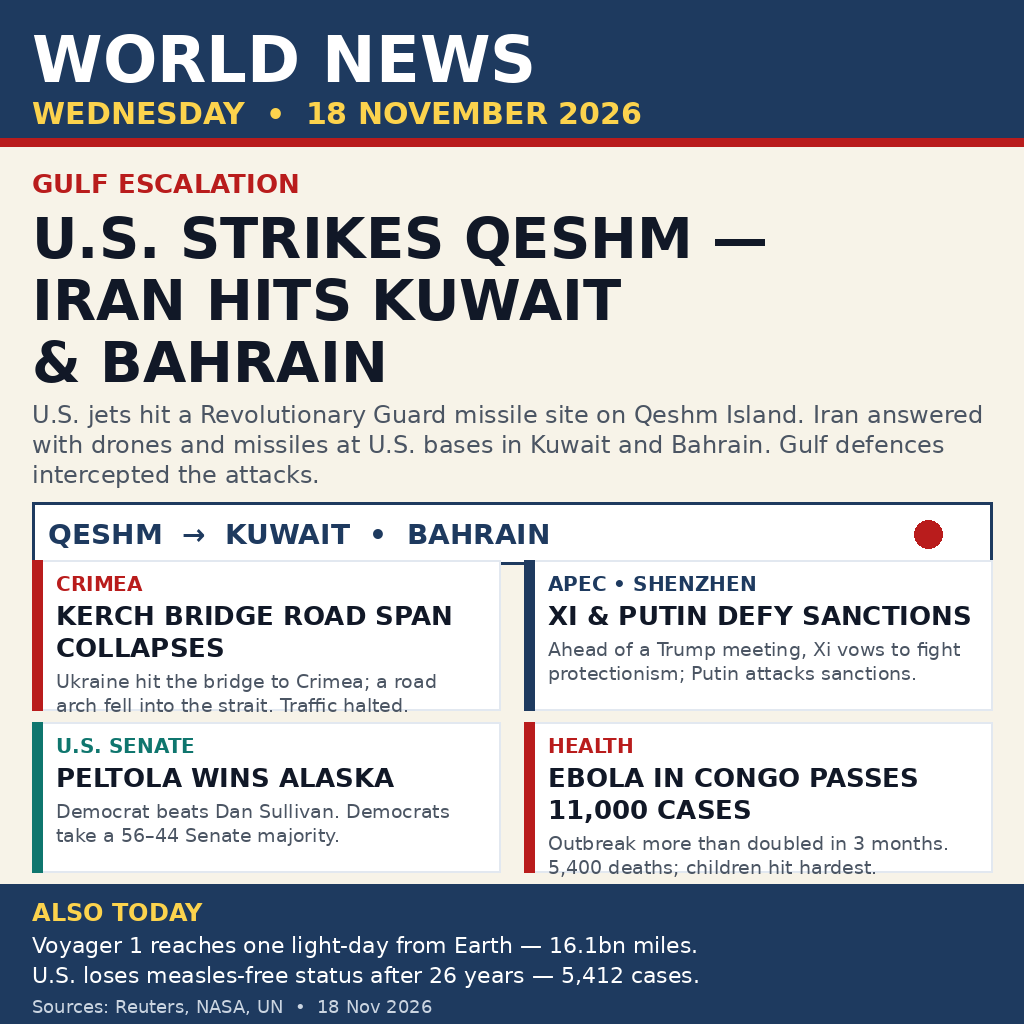 WORLD NEWS
WEDNESDAY • 18 NOVEMBER 2026
GULF ESCALATION
U.S. STRIKES QESHM —
IRAN HITS KUWAIT
& BAHRAIN
U.S. jets hit a Revolutionary Guard missile site on Qeshm Island. Iran answered
with drones and missiles at U.S. bases in Kuwait and Bahrain. Gulf defences
intercepted the attacks.
QESHM → KUWAIT • BAHRAIN
CRIMEA
KERCH BRIDGE ROAD SPAN
COLLAPSES
Ukraine hit the bridge to Crimea; a road
arch fell into the strait. Traffic halted.
APEC • SHENZHEN
XI & PUTIN DEFY SANCTIONS
Ahead of a Trump meeting, Xi vows to fight
protectionism; Putin attacks sanctions.
U.S. SENATE
PELTOLA WINS ALASKA
Democrat beats Dan Sullivan. Democrats
take a 56–44 Senate majority.
HEALTH
EBOLA IN CONGO PASSES
11,000 CASES
Outbreak more than doubled in 3 months.
5,400 deaths; children hit hardest.
ALSO TODAY
Voyager 1 reaches one light-day from Earth — 16.1bn miles.
U.S. loses measles-free status after 26 years — 5,412 cases.
Sources: Reuters, NASA, UN • 18 Nov 2026